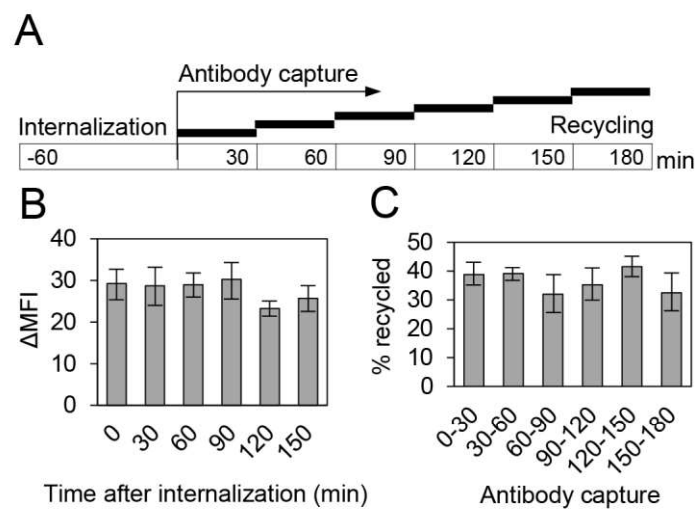 A
Antibody capture
Internalization
Recycling
-60 30 60 90 120 150 180 min
B
40
30
20
10
0
ΔMFI
0 30 60 90 120 150
Time after internalization (min)
C
50
40
30
20
10
0
% recycled
0-30 30-60 60-90 90-120 120-150 150-180
Antibody capture